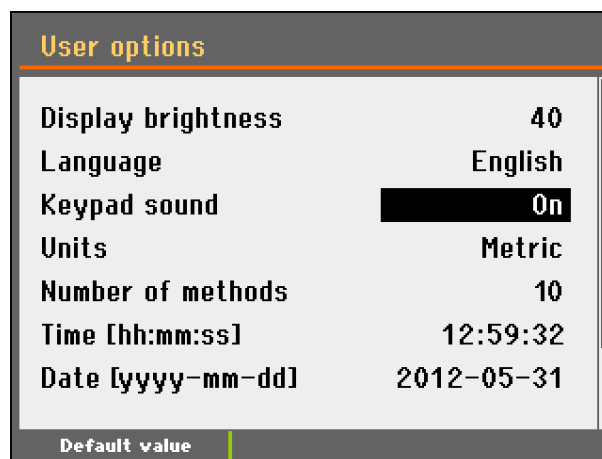 User options
Display brightness 40
Language English
Keypad sound On
Units Metric
Number of methods 10
Time [hh:mm:ss] 12:59:32
Date [yyyy-mm-dd] 2012-05-31
Default value